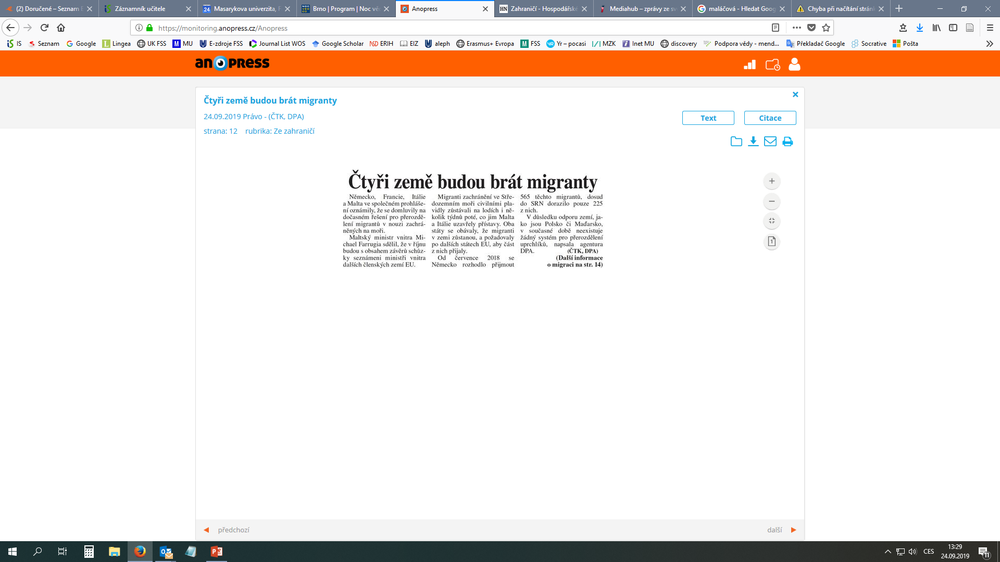 (2) Doručené – Seznam
Záznamník učitele
Masarykova univerzita,
Brno | Program | Noc
Anopress
HN Zahraničí - Hospodářské
Mediahub – zprávy ze
maláčová - Hledat Goog
Chyba při načítání stránk
https://monitoring.anopress.cz/Anopress
IS Seznam Google Lingea UK FSS MU E-zdroje FSS Journal List WOS Google Scholar ERIH EIZ aleph Erasmus+ Evropa FSS Yr – pocasi MZK Inet MU discovery Podpora vědy - mend... Překladač Google Socrative Pošta
anopress
Čtyři země budou brát migranty
24.09.2019 Právo - (ČTK, DPA)
strana: 12 rubrika: Ze zahraničí
Text
Citace
Čtyři země budou brát migranty
Německo, Francie, Itálie
a Malta ve společném prohláše-
ní oznámily, že se domluvily na
dočasném řešení pro přerozdě-
lení migrantů v nouzi zachrá-
něných na moři.
Maltský ministr vnitra Mi-
chael Farrugia sdělil, že v říjnu
budou s obsahem závěrů schůz-
ky seznámeni ministři vnitra
dalších členských zemí EU.
Migranti zachránění ve Stře-
dozemním moři civilními pla-
vidly zůstávali na lodích i ně-
kolik týdnů poté, co jim Malta
a Itálie uzavřely přístavy. Oba
státy se obávaly, že migranti
v zemi zůstanou, a požadovaly
po dalších státech EU, aby část
z nich přijaly.
Od července 2018 se
Německo rozhodlo přijmout
565 těchto migrantů, dosud
do SRN dorazilo pouze 225
z nich.
V důsledku odporu zemí, ja-
ko jsou Polsko či Maďarsko,
v současné době neexistuje
žádný systém pro přerozdělení
uprchlíků, napsala agentura
DPA. (ČTK, DPA)
(Další informace
o migraci na str. 14)
předchozí
další
CES
13:29
24.09.2019
11